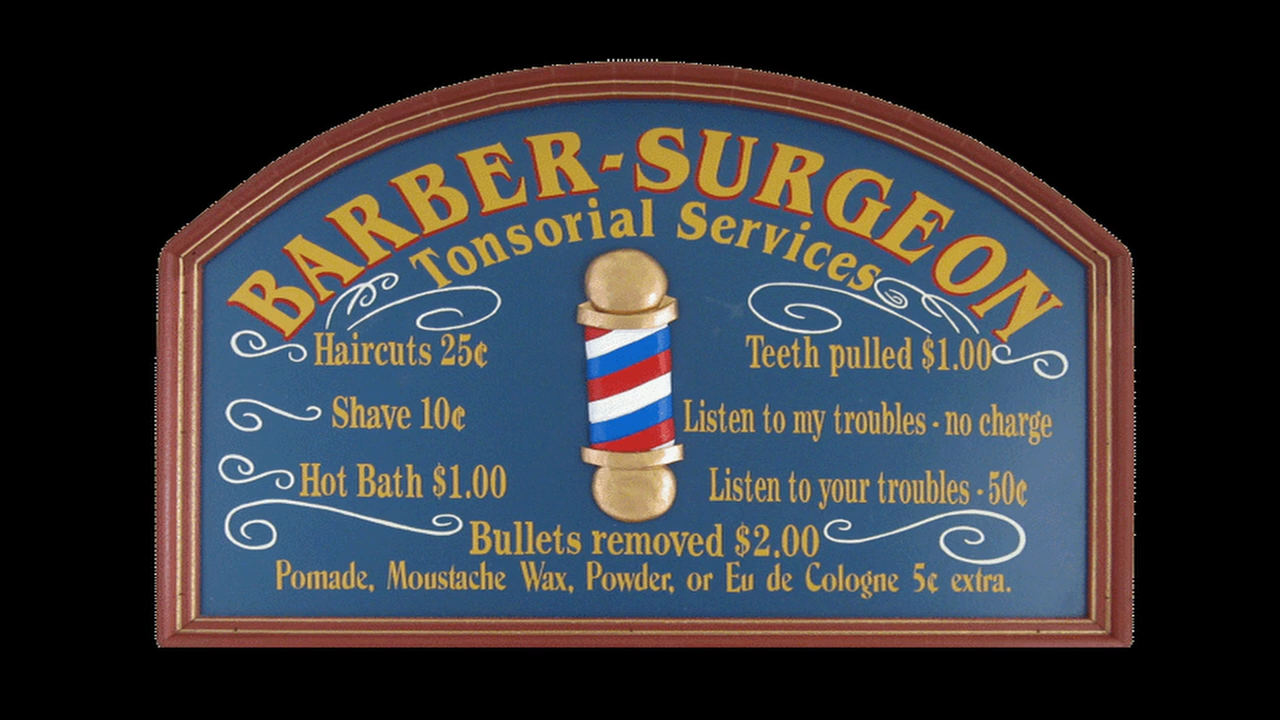 BARBER-SURGEON
Tonsorial Services
Haircuts 25¢
Teeth pulled $1.00
Shave 10¢
Listen to my troubles - no charge
Hot Bath $1.00
Listen to your troubles - 50¢
Bullets removed $2.00
Pomade, Moustache Wax, Powder, or Eu de Cologne 5¢ extra.